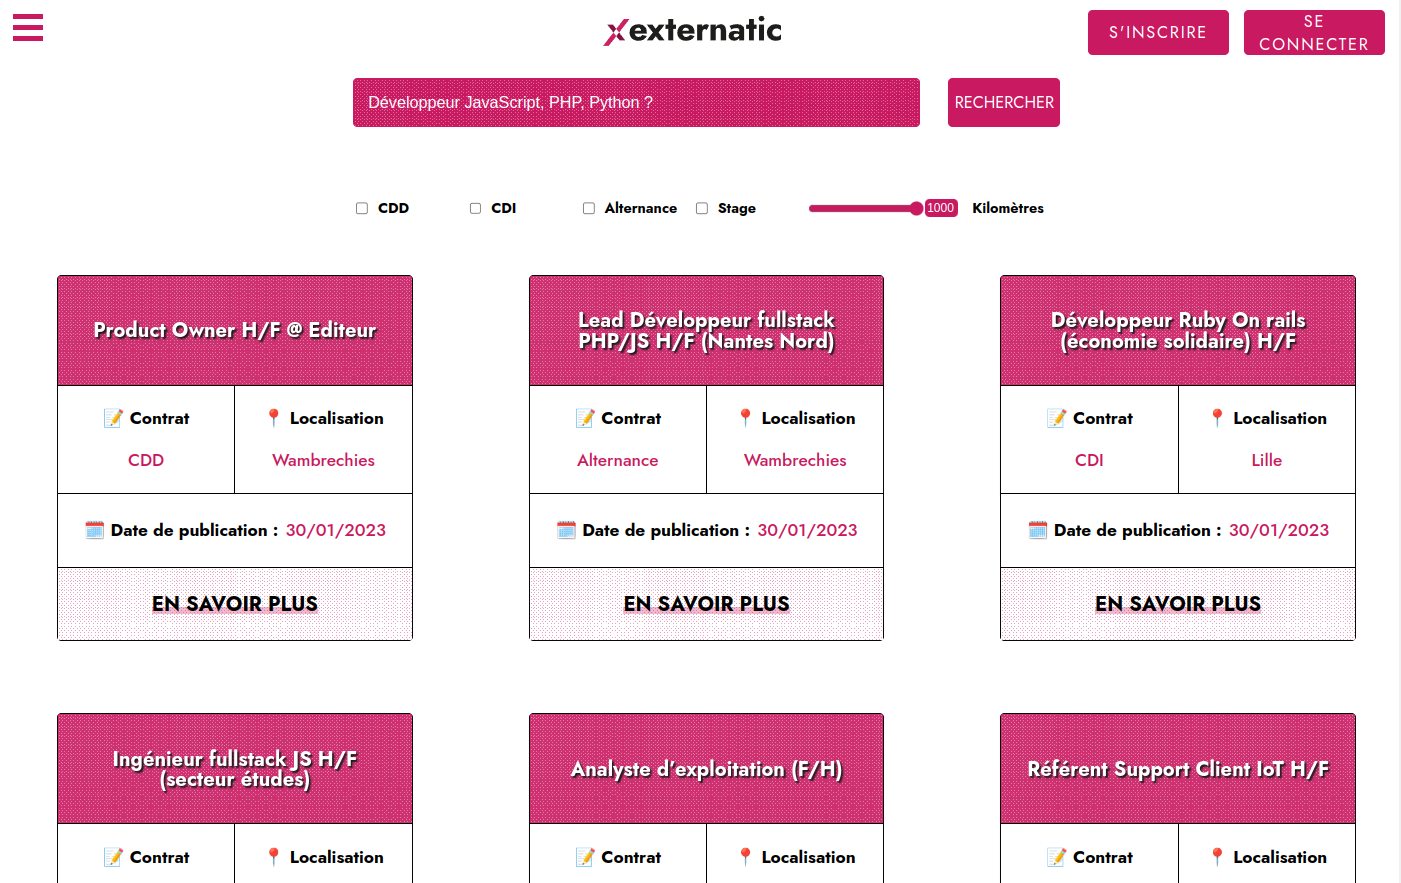 externatic
S'INSCRIRE
SE
CONNECTER
Développeur JavaScript, PHP, Python ?
RECHERCHER
CDD
CDI
Alternance
Stage
1000
Kilomètres
Product Owner H/F @ Editeur
📝 Contrat
📍 Localisation
CDD
Wambrechies
🗓️ Date de publication : 30/01/2023
EN SAVOIR PLUS
Lead Développeur fullstack
PHP/JS H/F (Nantes Nord)
📝 Contrat
📍 Localisation
Alternance
Wambrechies
🗓️ Date de publication : 30/01/2023
EN SAVOIR PLUS
Développeur Ruby On rails
(économie solidaire) H/F
📝 Contrat
📍 Localisation
CDI
Lille
🗓️ Date de publication : 30/01/2023
EN SAVOIR PLUS
Ingénieur fullstack JS H/F
(secteur études)
📝 Contrat
📍 Localisation
Analyste d'exploitation (F/H)
📝 Contrat
📍 Localisation
Référent Support Client IoT H/F
📝 Contrat
📍 Localisation